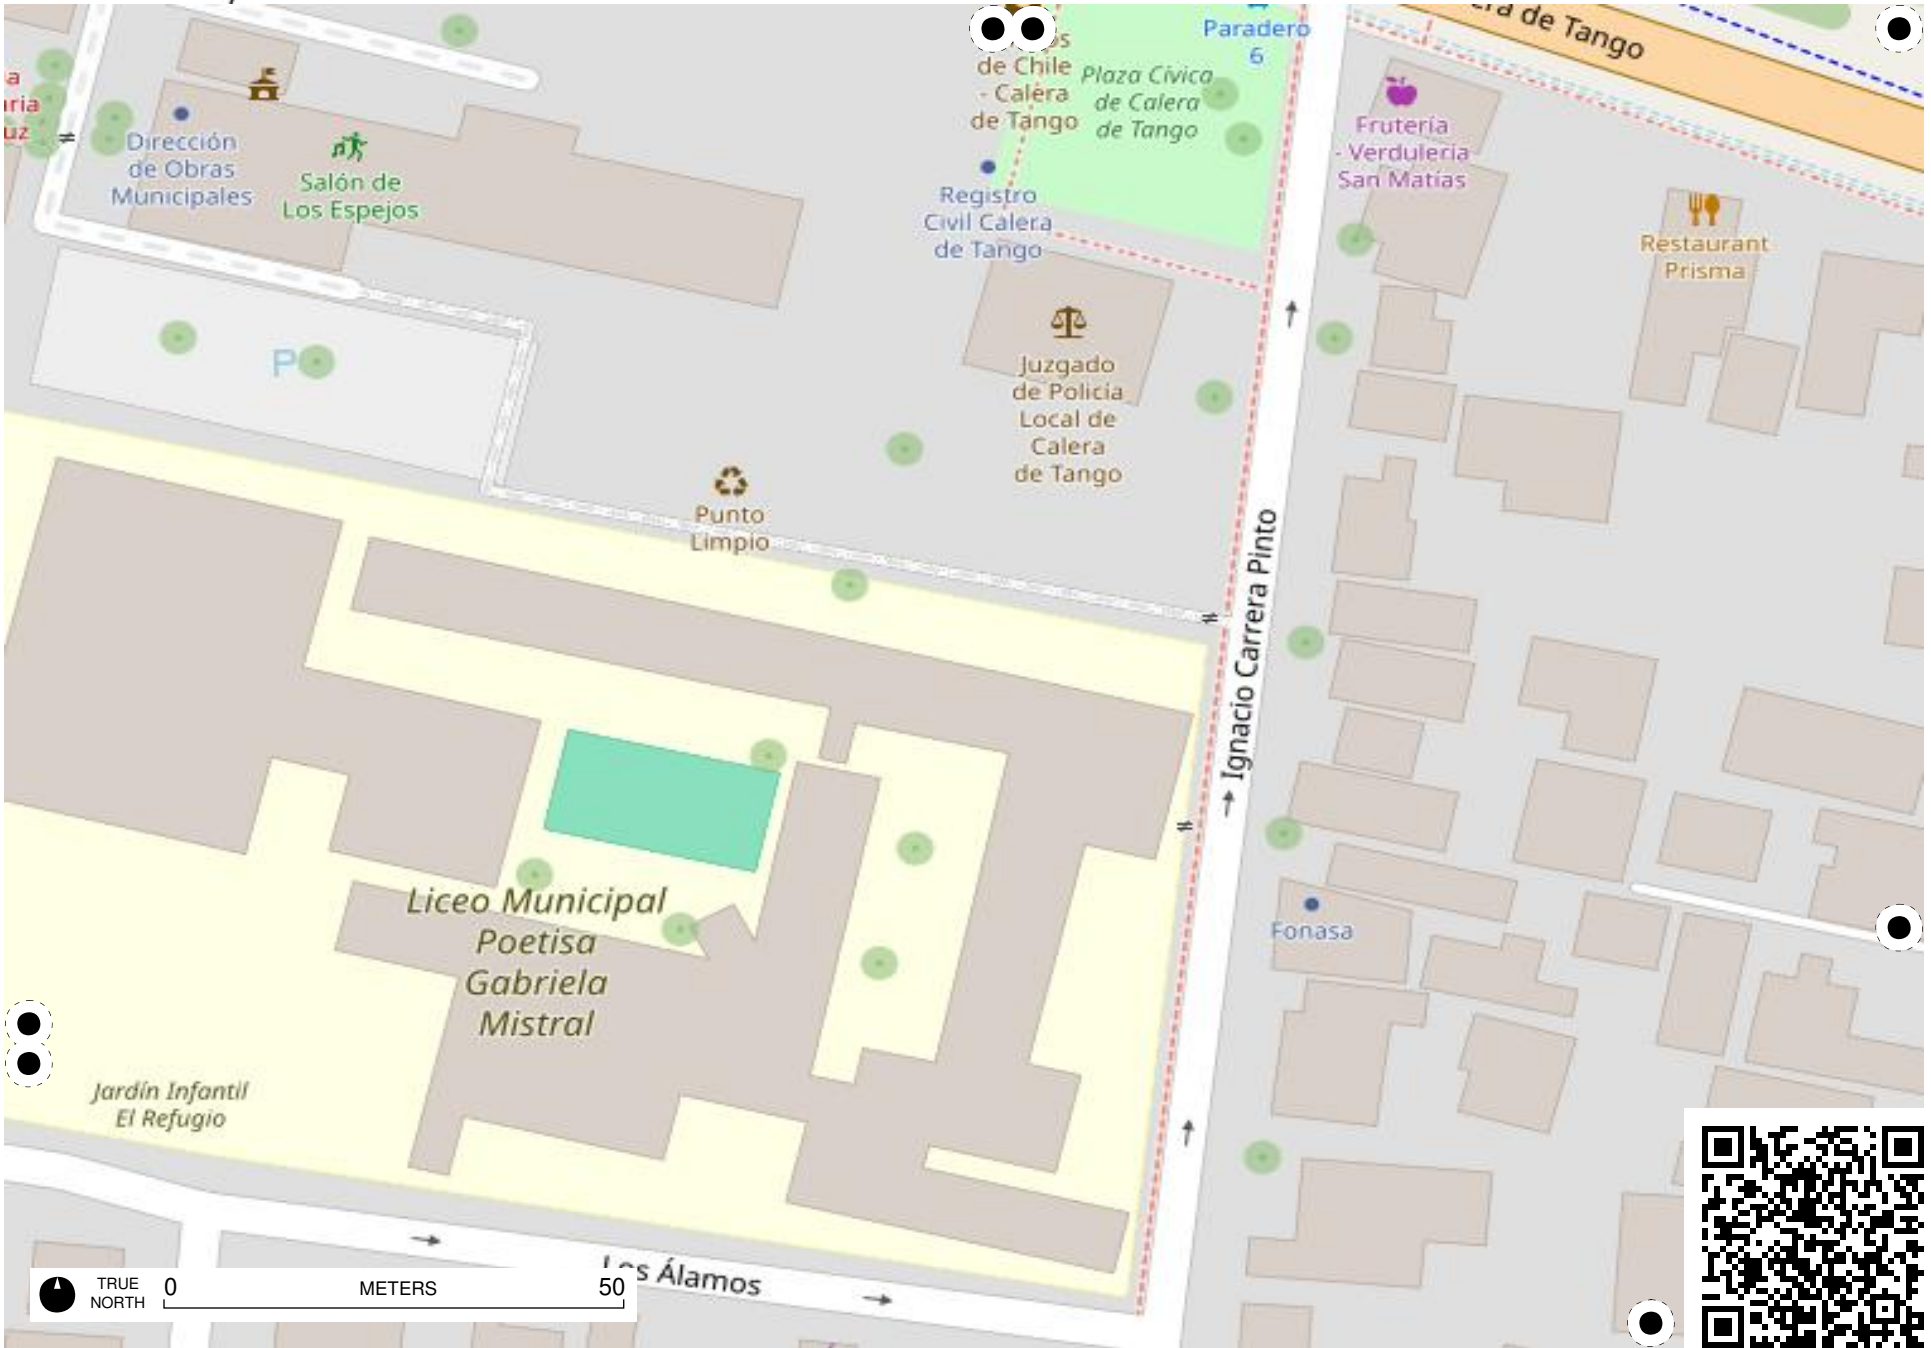 Paradero
6
era de Tango
de Chile
- Calera
de Tango
Plaza Cívica
de Calera
de Tango
Frutería
- Verdulería
San Matías
Dirección
de Obras
Municipales
Salón de
Los Espejos
Registro
Civil Calera
de Tango
Restaurant
Prisma
Juzgado
de Policía
Local de
Calera
de Tango
P
Punto
Limpio
Ignacio Carrera Pinto
Liceo Municipal
Poetisa
Gabriela
Mistral
Fonasa
Jardín Infantil
El Refugio
Los Álamos
TRUE
NORTH
0 METERS 50